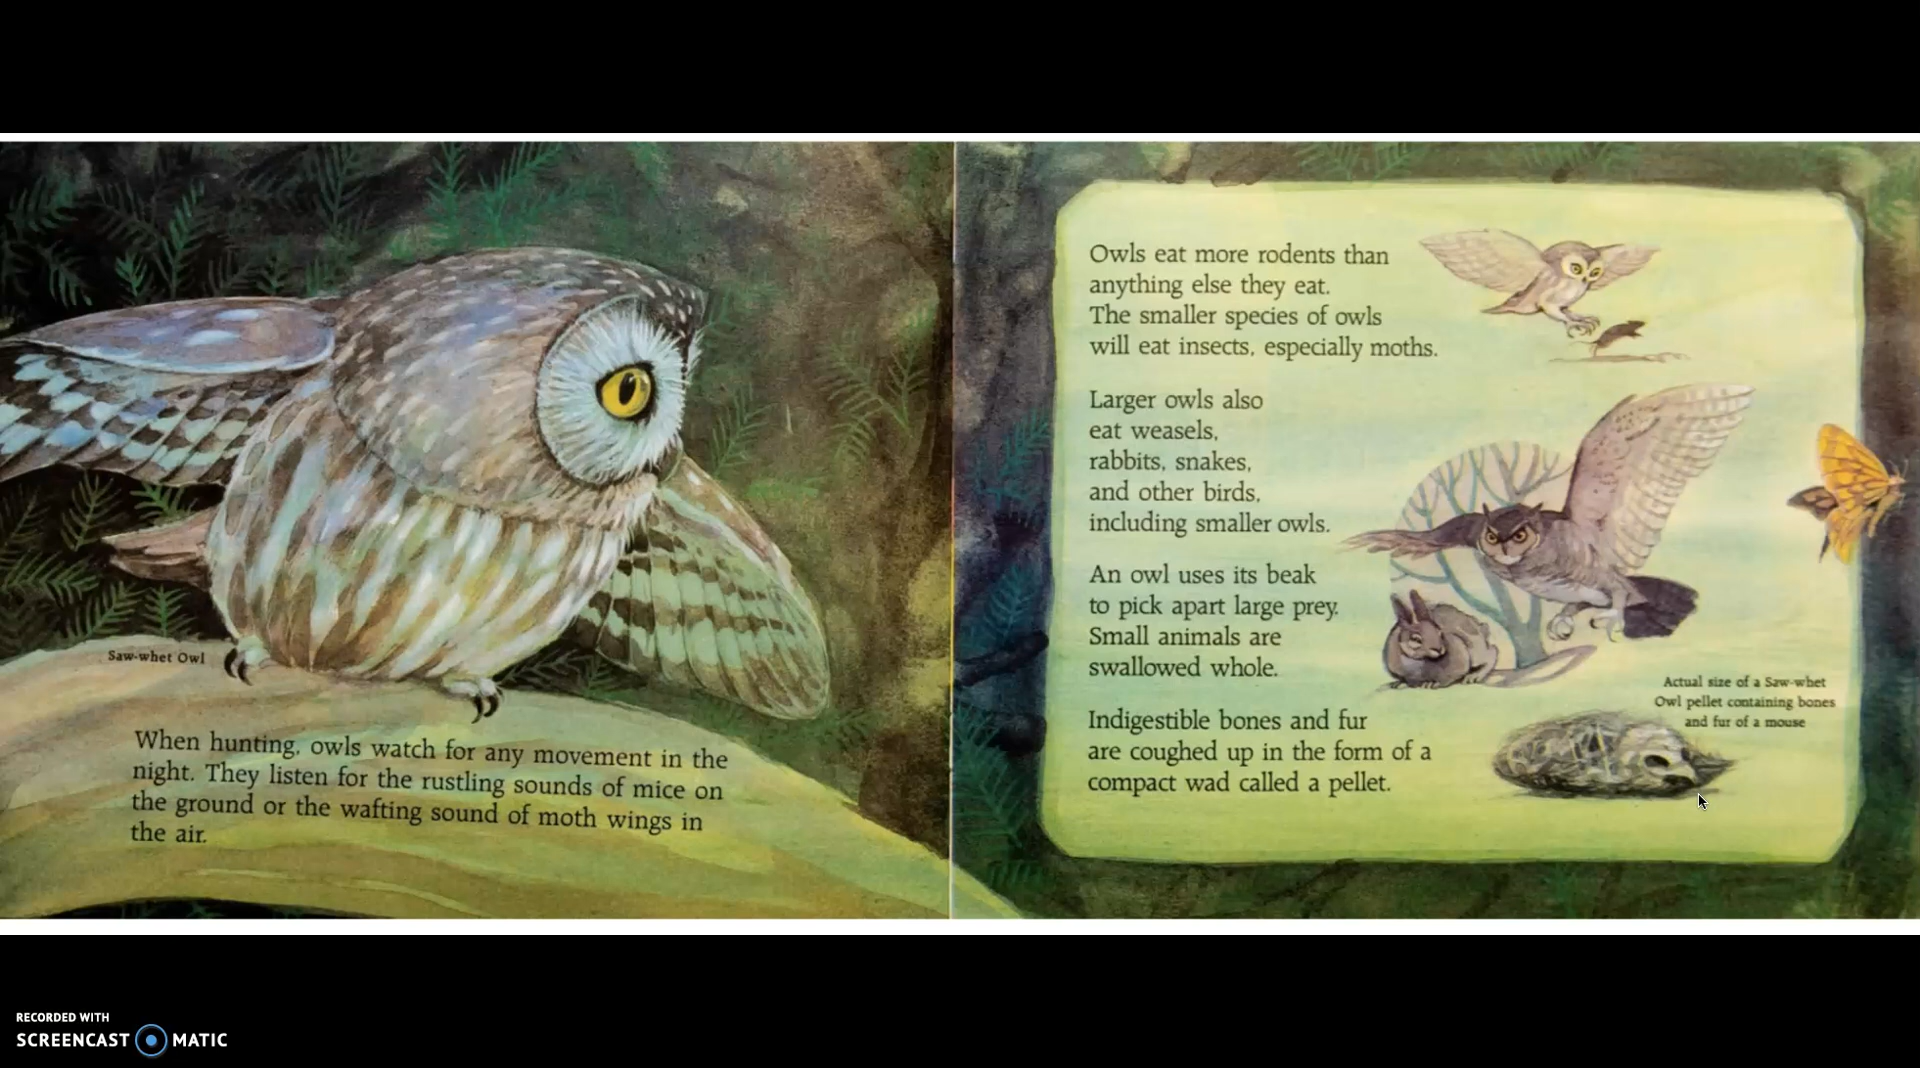 Saw-whet Owl
When hunting, owls watch for any movement in the
night. They listen for the rustling sounds of mice on
the ground or the wafting sound of moth wings in
the air.
Owls eat more rodents than
anything else they eat.
The smaller species of owls
will eat insects, especially moths.
Larger owls also
eat weasels,
rabbits, snakes,
and other birds,
including smaller owls.
An owl uses its beak
to pick apart large prey.
Small animals are
swallowed whole.
Actual size of a Saw-whet
Owl pellet containing bones
and fur of a mouse
Indigestible bones and fur
are coughed up in the form of a
compact wad called a pellet.
RECORDED WITH
SCREENCAST MATIC